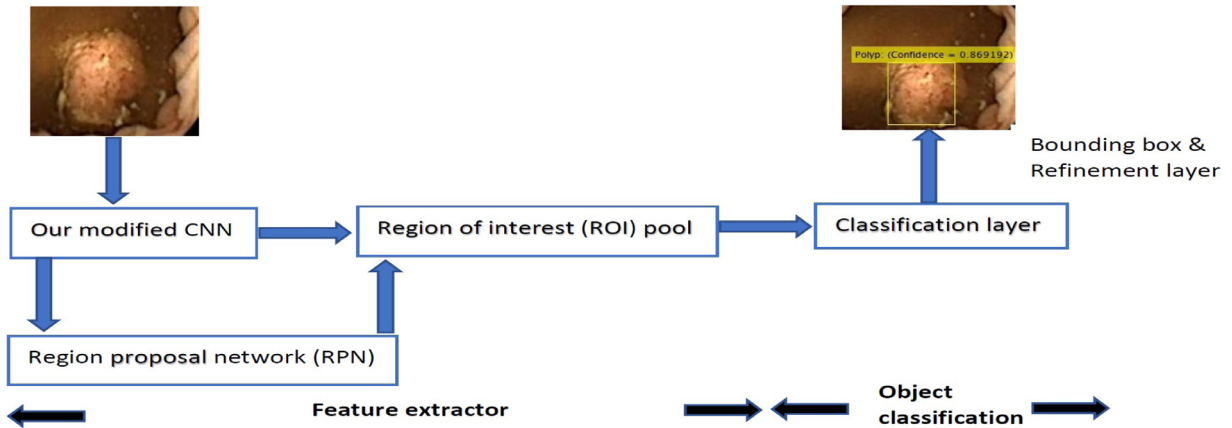 Polyp: (Confidence = 0.869192)
Bounding box &
Refinement layer
Our modified CNN
Region of interest (ROI) pool
Classification layer
Region proposal network (RPN)
Feature extractor
Object
classification